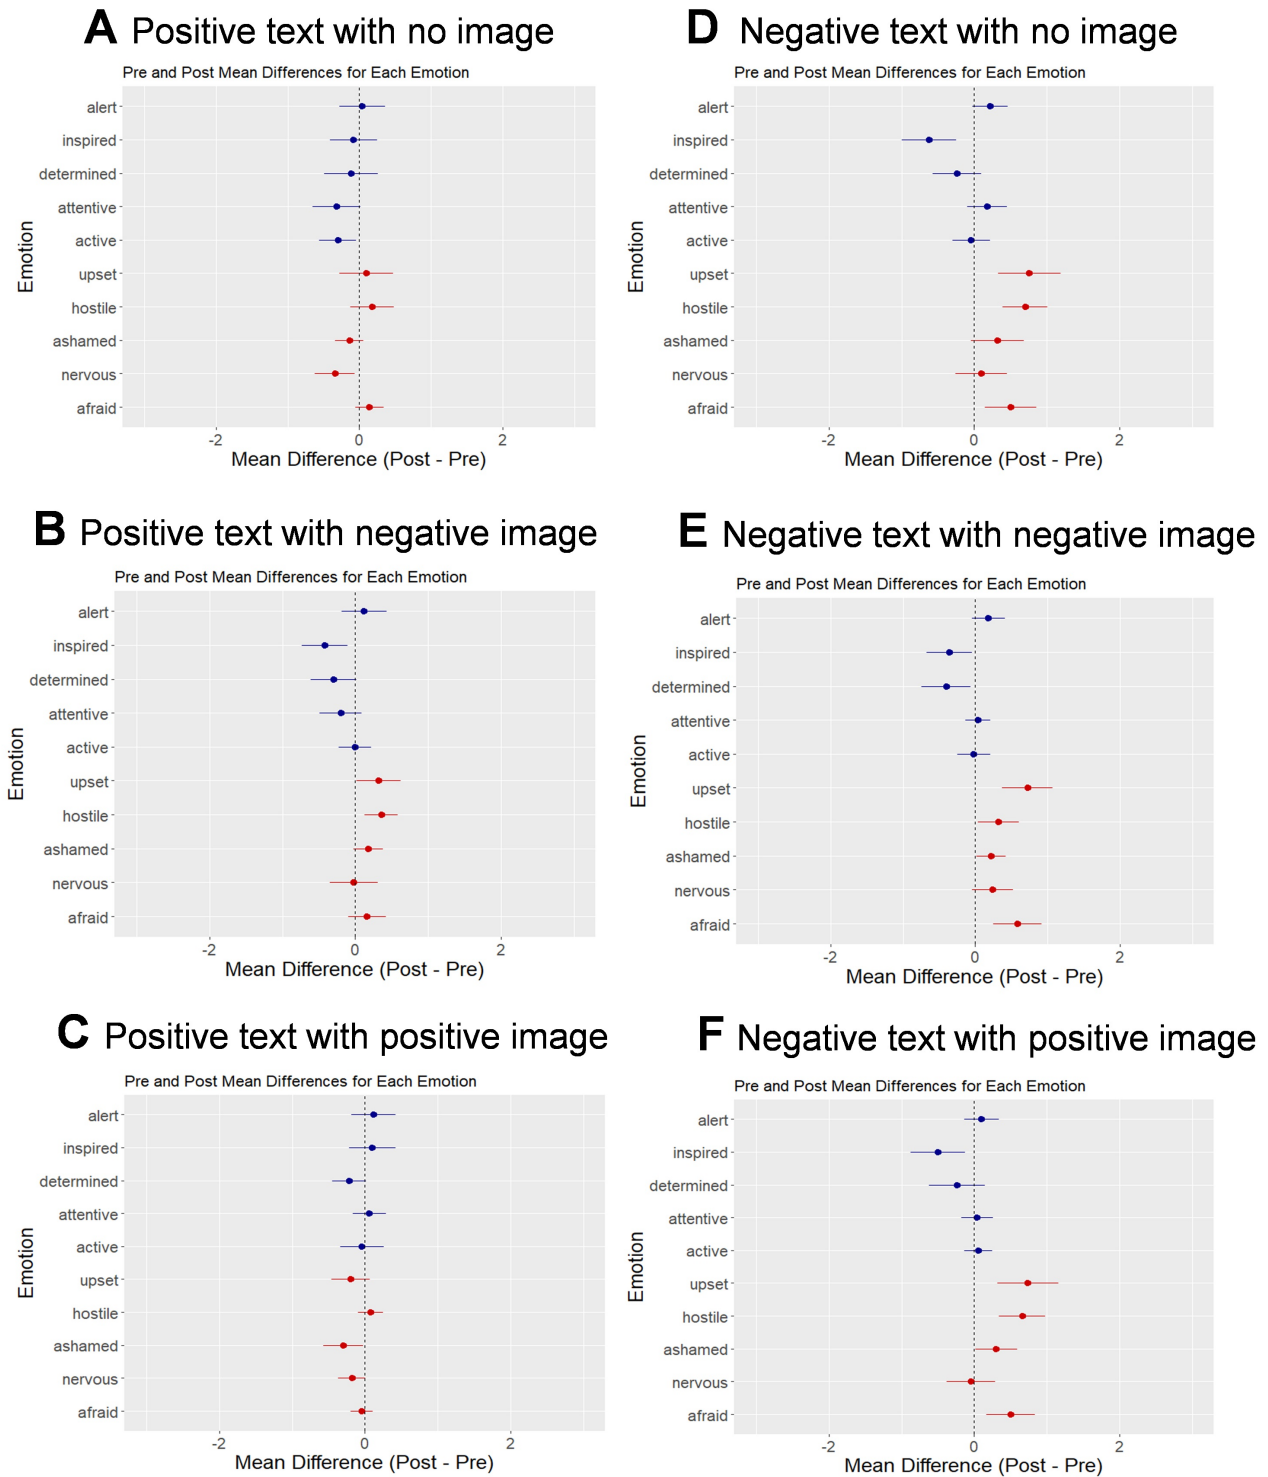 A Positive text with no image
Pre and Post Mean Differences for Each Emotion
alert
inspired
determined
attentive
active
upset
hostile
ashamed
nervous
afraid
Emotion
-2 0 2
Mean Difference (Post - Pre)
B Positive text with negative image
Pre and Post Mean Differences for Each Emotion
alert
inspired
determined
attentive
active
upset
hostile
ashamed
nervous
afraid
Emotion
-2 0 2
Mean Difference (Post - Pre)
C Positive text with positive image
Pre and Post Mean Differences for Each Emotion
alert
inspired
determined
attentive
active
upset
hostile
ashamed
nervous
afraid
Emotion
-2 0 2
Mean Difference (Post - Pre)
D Negative text with no image
Pre and Post Mean Differences for Each Emotion
alert
inspired
determined
attentive
active
upset
hostile
ashamed
nervous
afraid
Emotion
-2 0 2
Mean Difference (Post - Pre)
E Negative text with negative image
Pre and Post Mean Differences for Each Emotion
alert
inspired
determined
attentive
active
upset
hostile
ashamed
nervous
afraid
Emotion
-2 0 2
Mean Difference (Post - Pre)
F Negative text with positive image
Pre and Post Mean Differences for Each Emotion
alert
inspired
determined
attentive
active
upset
hostile
ashamed
nervous
afraid
Emotion
-2 0 2
Mean Difference (Post - Pre)